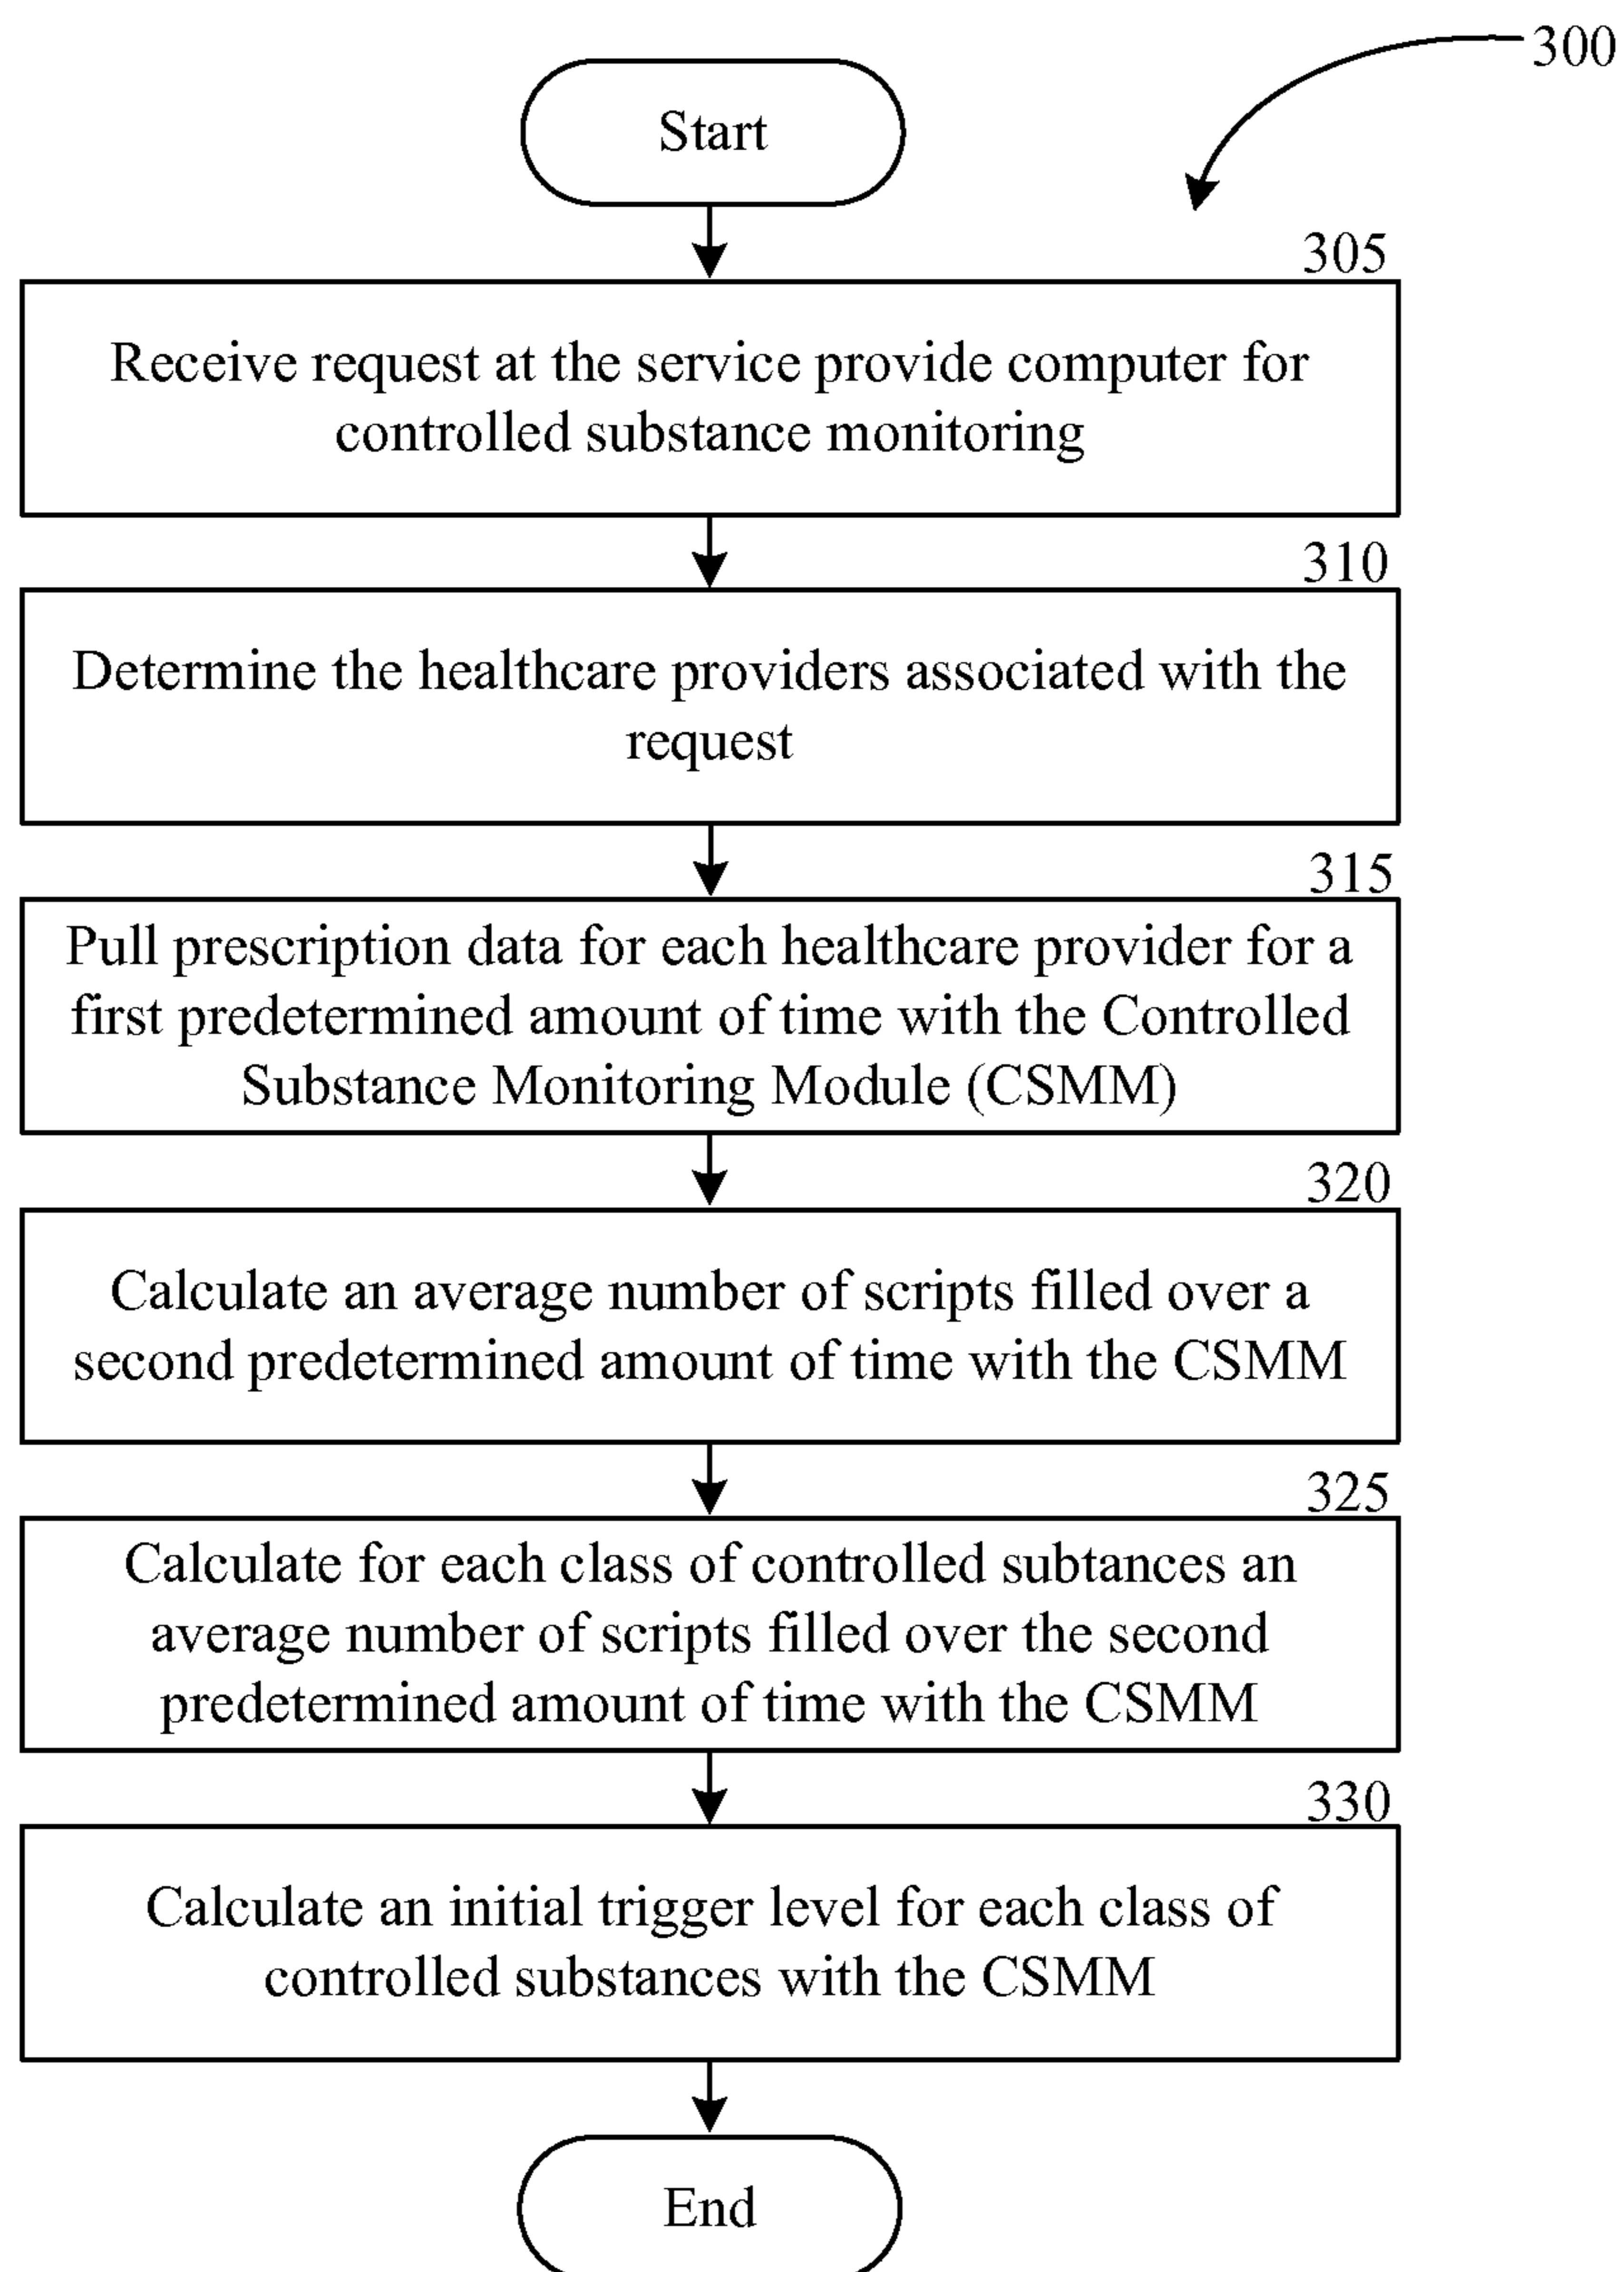 300
Start
305
Receive request at the service provide computer for
controlled substance monitoring
310
Determine the healthcare providers associated with the
request
315
Pull prescription data for each healthcare provider for a
first predetermined amount of time with the Controlled
Substance Monitoring Module (CSMM)
320
Calculate an average number of scripts filled over a
second predetermined amount of time with the CSMM
325
Calculate for each class of controlled subtances an
average number of scripts filled over the second
predetermined amount of time with the CSMM
330
Calculate an initial trigger level for each class of
controlled substances with the CSMM
End